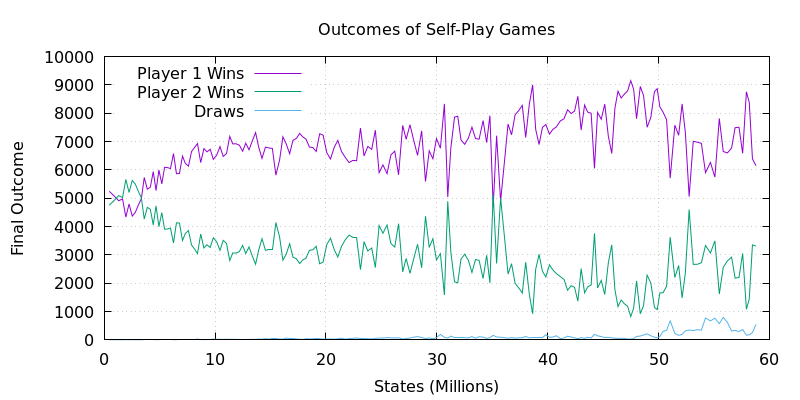 Outcomes of Self-Play Games
10000
9000
8000
7000
6000
5000
4000
3000
2000
1000
0
Final Outcome
Player 1 Wins
Player 2 Wins
Draws
0 10 20 30 40 50 60
States (Millions)